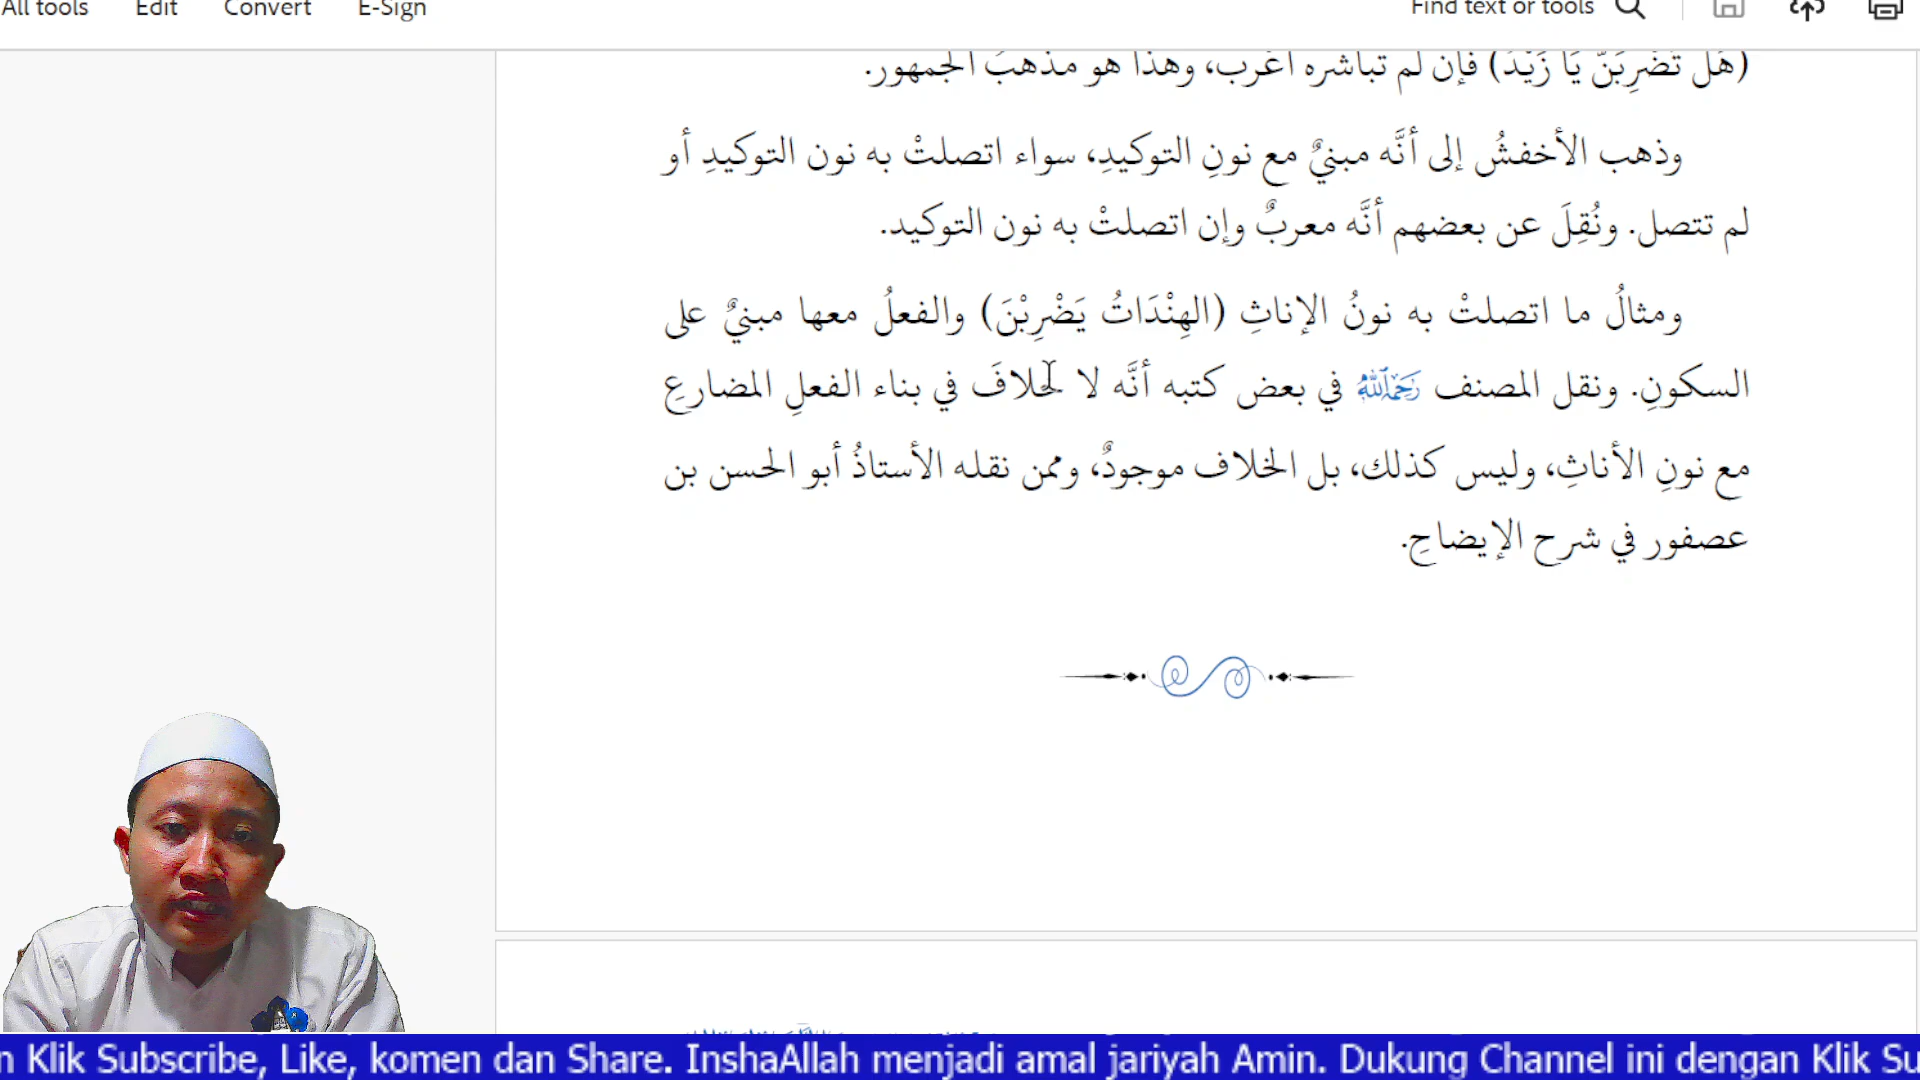 All tools Edit Convert E-Sign Find text or tools
(هَل تَضْرِبَنَّ يَا زَيْدُ) فإن لم تباشره أعرب، وهذا هو مذهبُ الجمهور.
وذهب الأخفشُ إلى أنَّه مبنيٌّ مع نونِ التوكيدِ، سواء اتصلتْ به نون التوكيدِ أو
لم تتصل. ونُقِلَ عن بعضهم أنَّه معربٌ وإن اتصلتْ به نون التوكيد.
ومثالُ ما اتصلتْ به نونُ الإناثِ (الهِنْدَاتُ يَضْرِبْنَ) والفعلُ معها مبنيٌّ على
السكونِ. ونقل المصنف رَحِمَهُ ٱللَّهُ في بعض كتبه أنَّه لا خلافَ في بناء الفعلِ المضارعِ
مع نونِ الأناثِ، وليس كذلك، بل الخلاف موجودٌ، وممن نقله الأستاذُ أبو الحسن بن
عصفور في شرح الإيضاحِ.
n Klik Subscribe, Like, komen dan Share. InshaAllah menjadi amal jariyah Amin. Dukung Channel ini dengan Klik Su